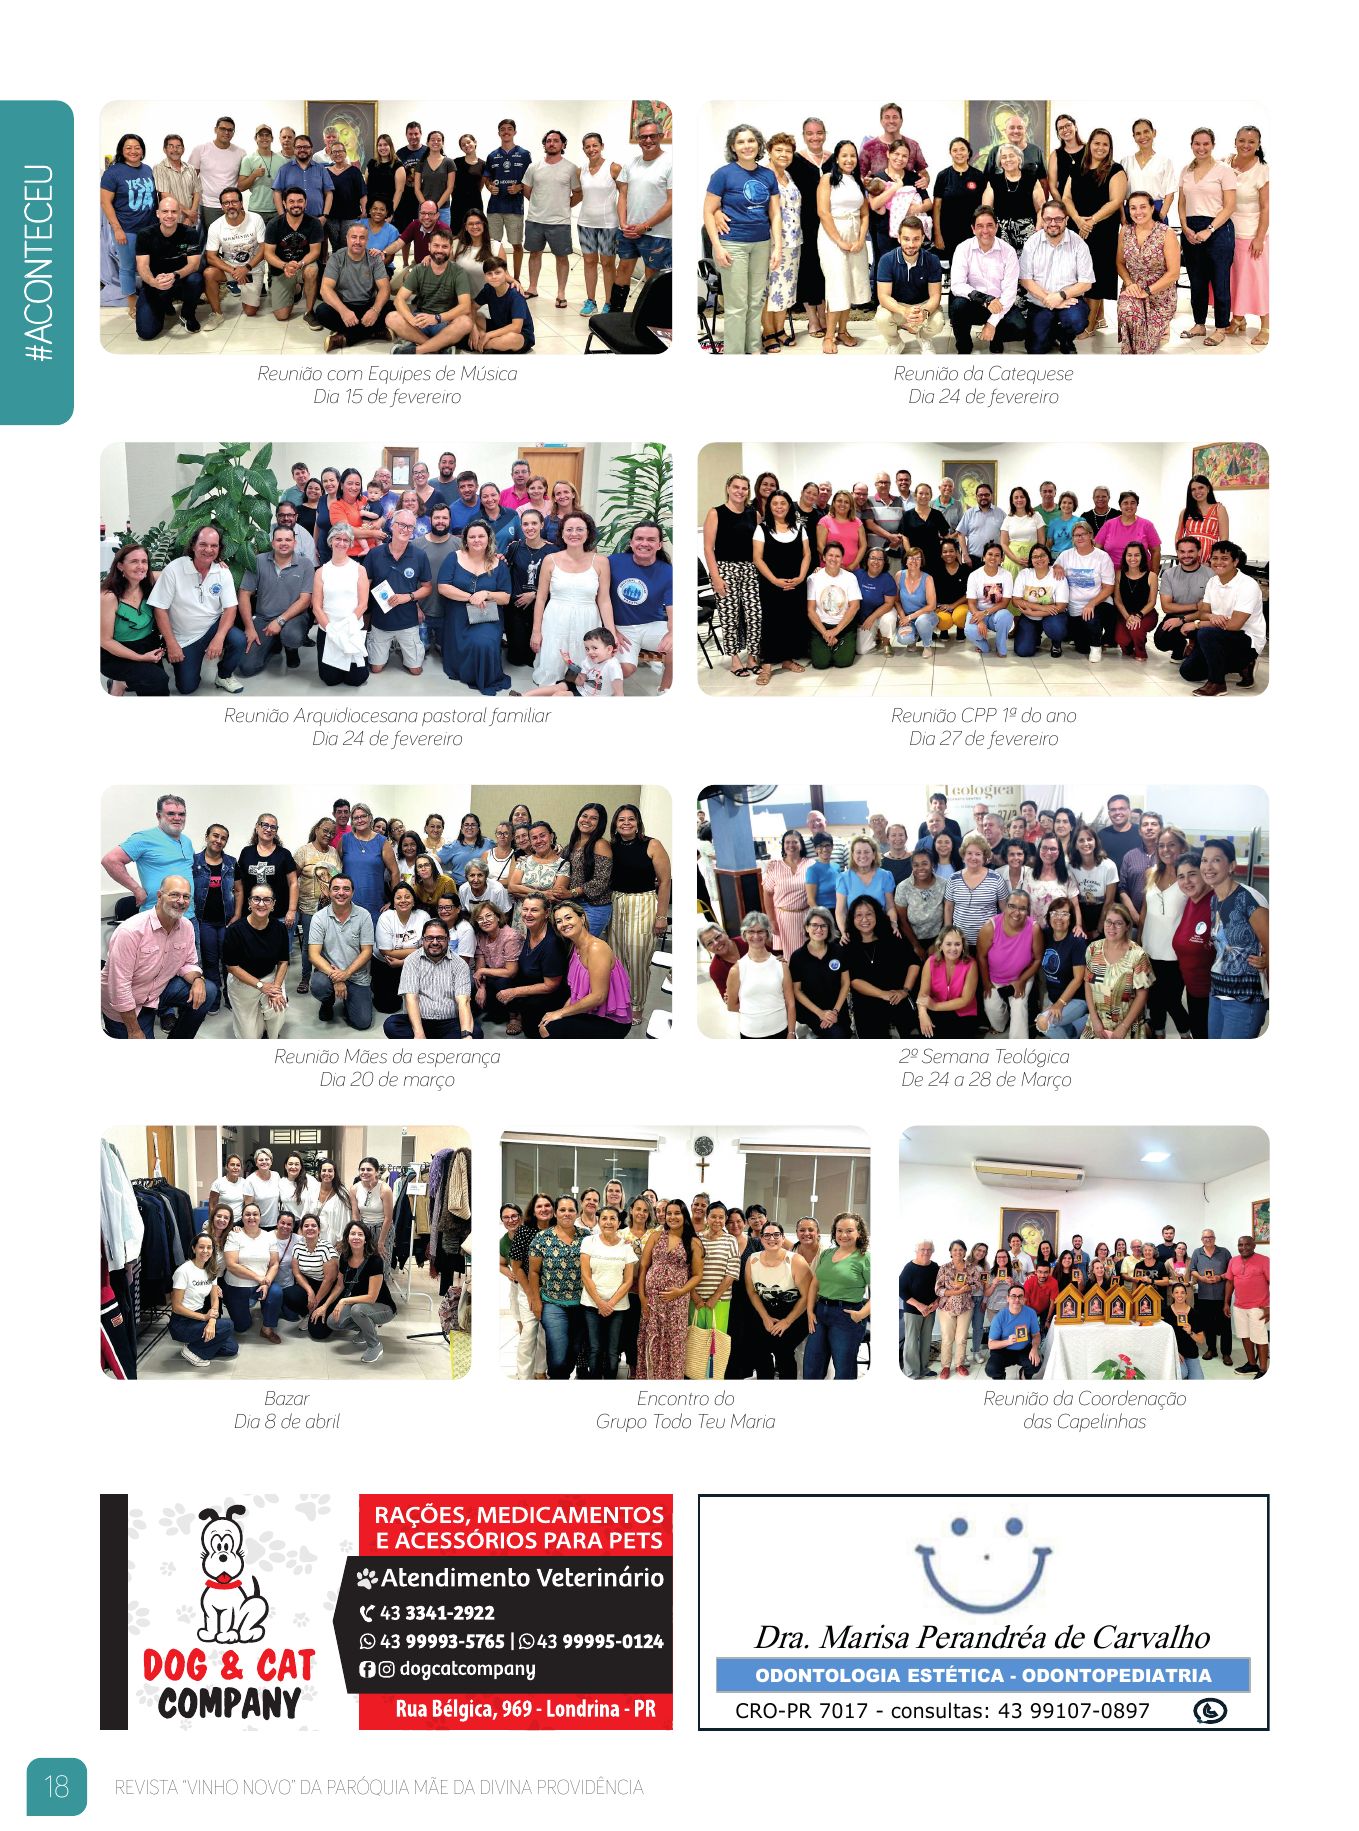 #ACONTECEU
Reunião com Equipes de Música
Dia 15 de fevereiro
Reunião da Catequese
Dia 24 de fevereiro
Reunião Arquidiocesana pastoral familiar
Dia 24 de fevereiro
Reunião CPP 1ª do ano
Dia 27 de fevereiro
Reunião Mães da esperança
Dia 20 de março
2ª Semana Teológica
De 24 a 28 de Março
Bazar
Dia 8 de abril
Encontro do
Grupo Todo Teu Maria
Reunião da Coordenação
das Capelinhas
DOG & CAT
COMPANY
RAÇÕES, MEDICAMENTOS
E ACESSÓRIOS PARA PETS
Atendimento Veterinário
43 3341-2922
43 99993-5765 | 43 99995-0124
dogcatcompany
Rua Bélgica, 969 - Londrina - PR
Dra. Marisa Perandréa de Carvalho
ODONTOLOGIA ESTÉTICA - ODONTOPEDIATRIA
CRO-PR 7017 - consultas: 43 99107-0897
18
REVISTA "VINHO NOVO" DA PARÓQUIA MÃE DA DIVINA PROVIDÊNCIA